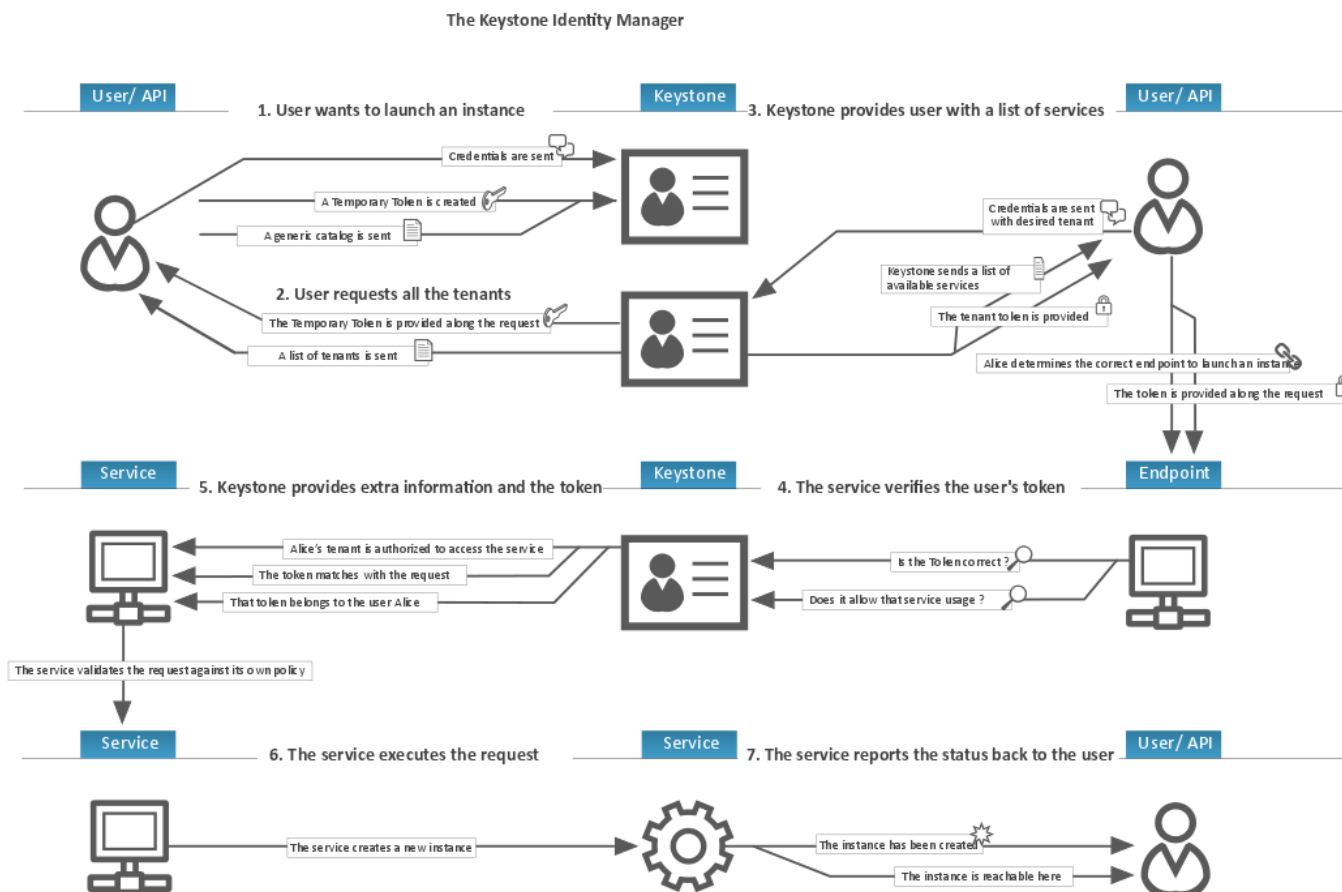 The Keystone Identity Manager
User/ API
1. User wants to launch an instance
Keystone
3. Keystone provides user with a list of services
User/ API
Credentials are sent
A Temporary Token is created
A generic catalog is sent
Credentials are sent
with desired tenant
Keystone sends a list of
available services
2. User requests all the tenants
The Temporary Token is provided along the request
The tenant token is provided
A list of tenants is sent
Alice determines the correct endpoint to launch an instance
The token is provided along the request
Service
5. Keystone provides extra information and the token
Keystone
4. The service verifies the user's token
Endpoint
Alice's tenant is authorized to access the service
Is the Token correct ?
The token matches with the request
That token belongs to the user Alice
Does it allow that service usage ?
The service validates the request against its own policy
Service
6. The service executes the request
Service
7. The service reports the status back to the user
User/ API
The service creates a new instance
The instance has been created
The instance is reachable here